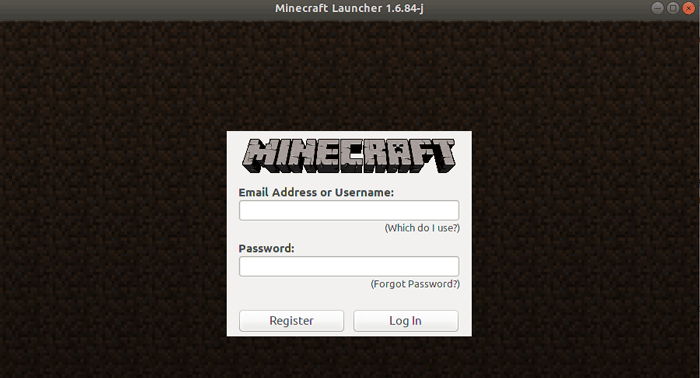 Minecraft Launcher 1.6.84-j
MINECRAFT
Email Address or Username:
(Which do I use?)
Password:
(Forgot Password?)
Register Log In